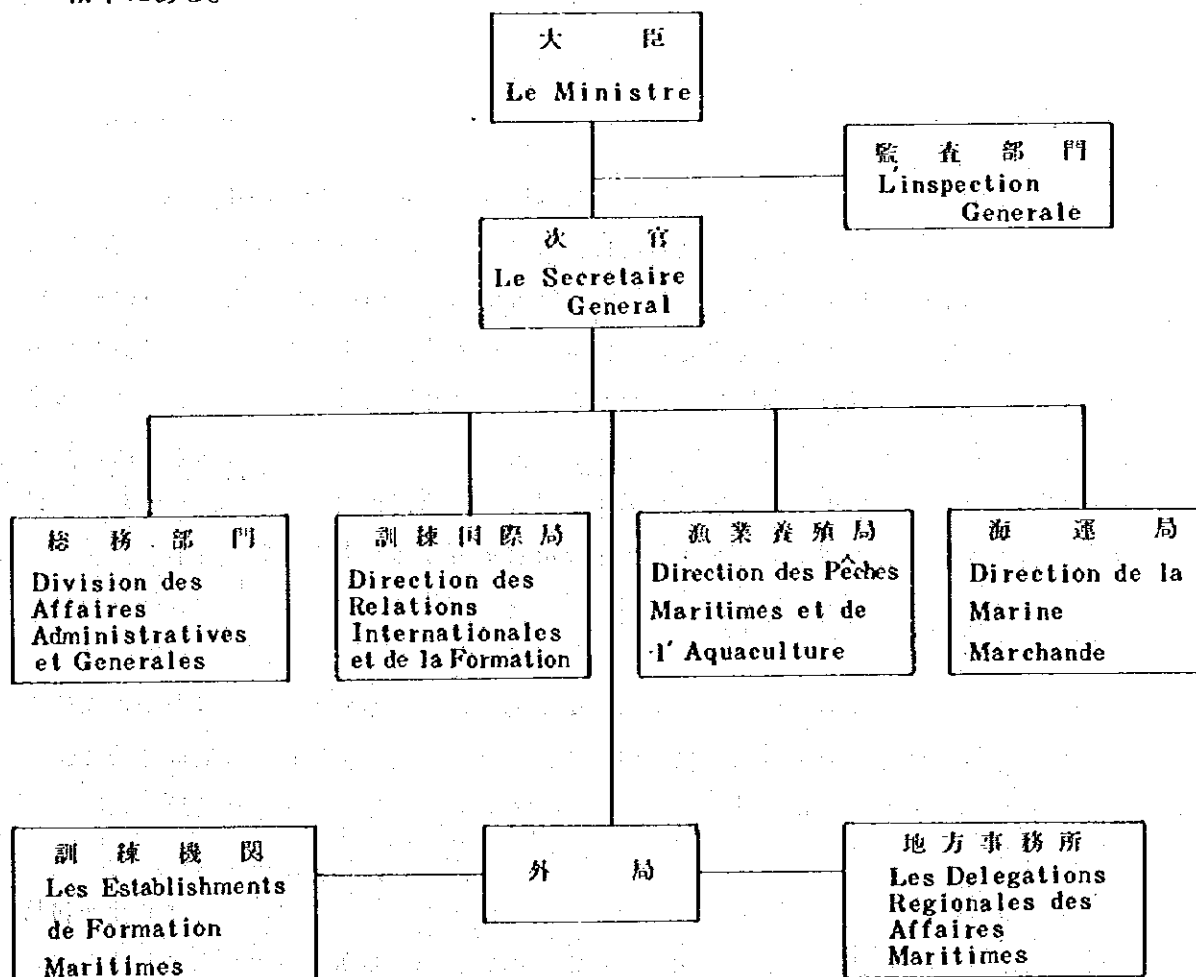 大臣
Le Ministre
監査部門
L'inspection
Generale
次官
Le Secretaire
General
総務部門
Division des
Affaires
Administratives
et Generales
訓練国際局
Direction des
Relations
Internationales
et de la Formation
漁業養殖局
Direction des Pêches
Maritimes et de
l' Aquaculture
海運局
Direction de la
Marine
Marchande
訓練機関
Les Establishments
de Formation
Maritimes
外局
地方事務所
Les Delegations
Regionales des
Affaires
Maritimes